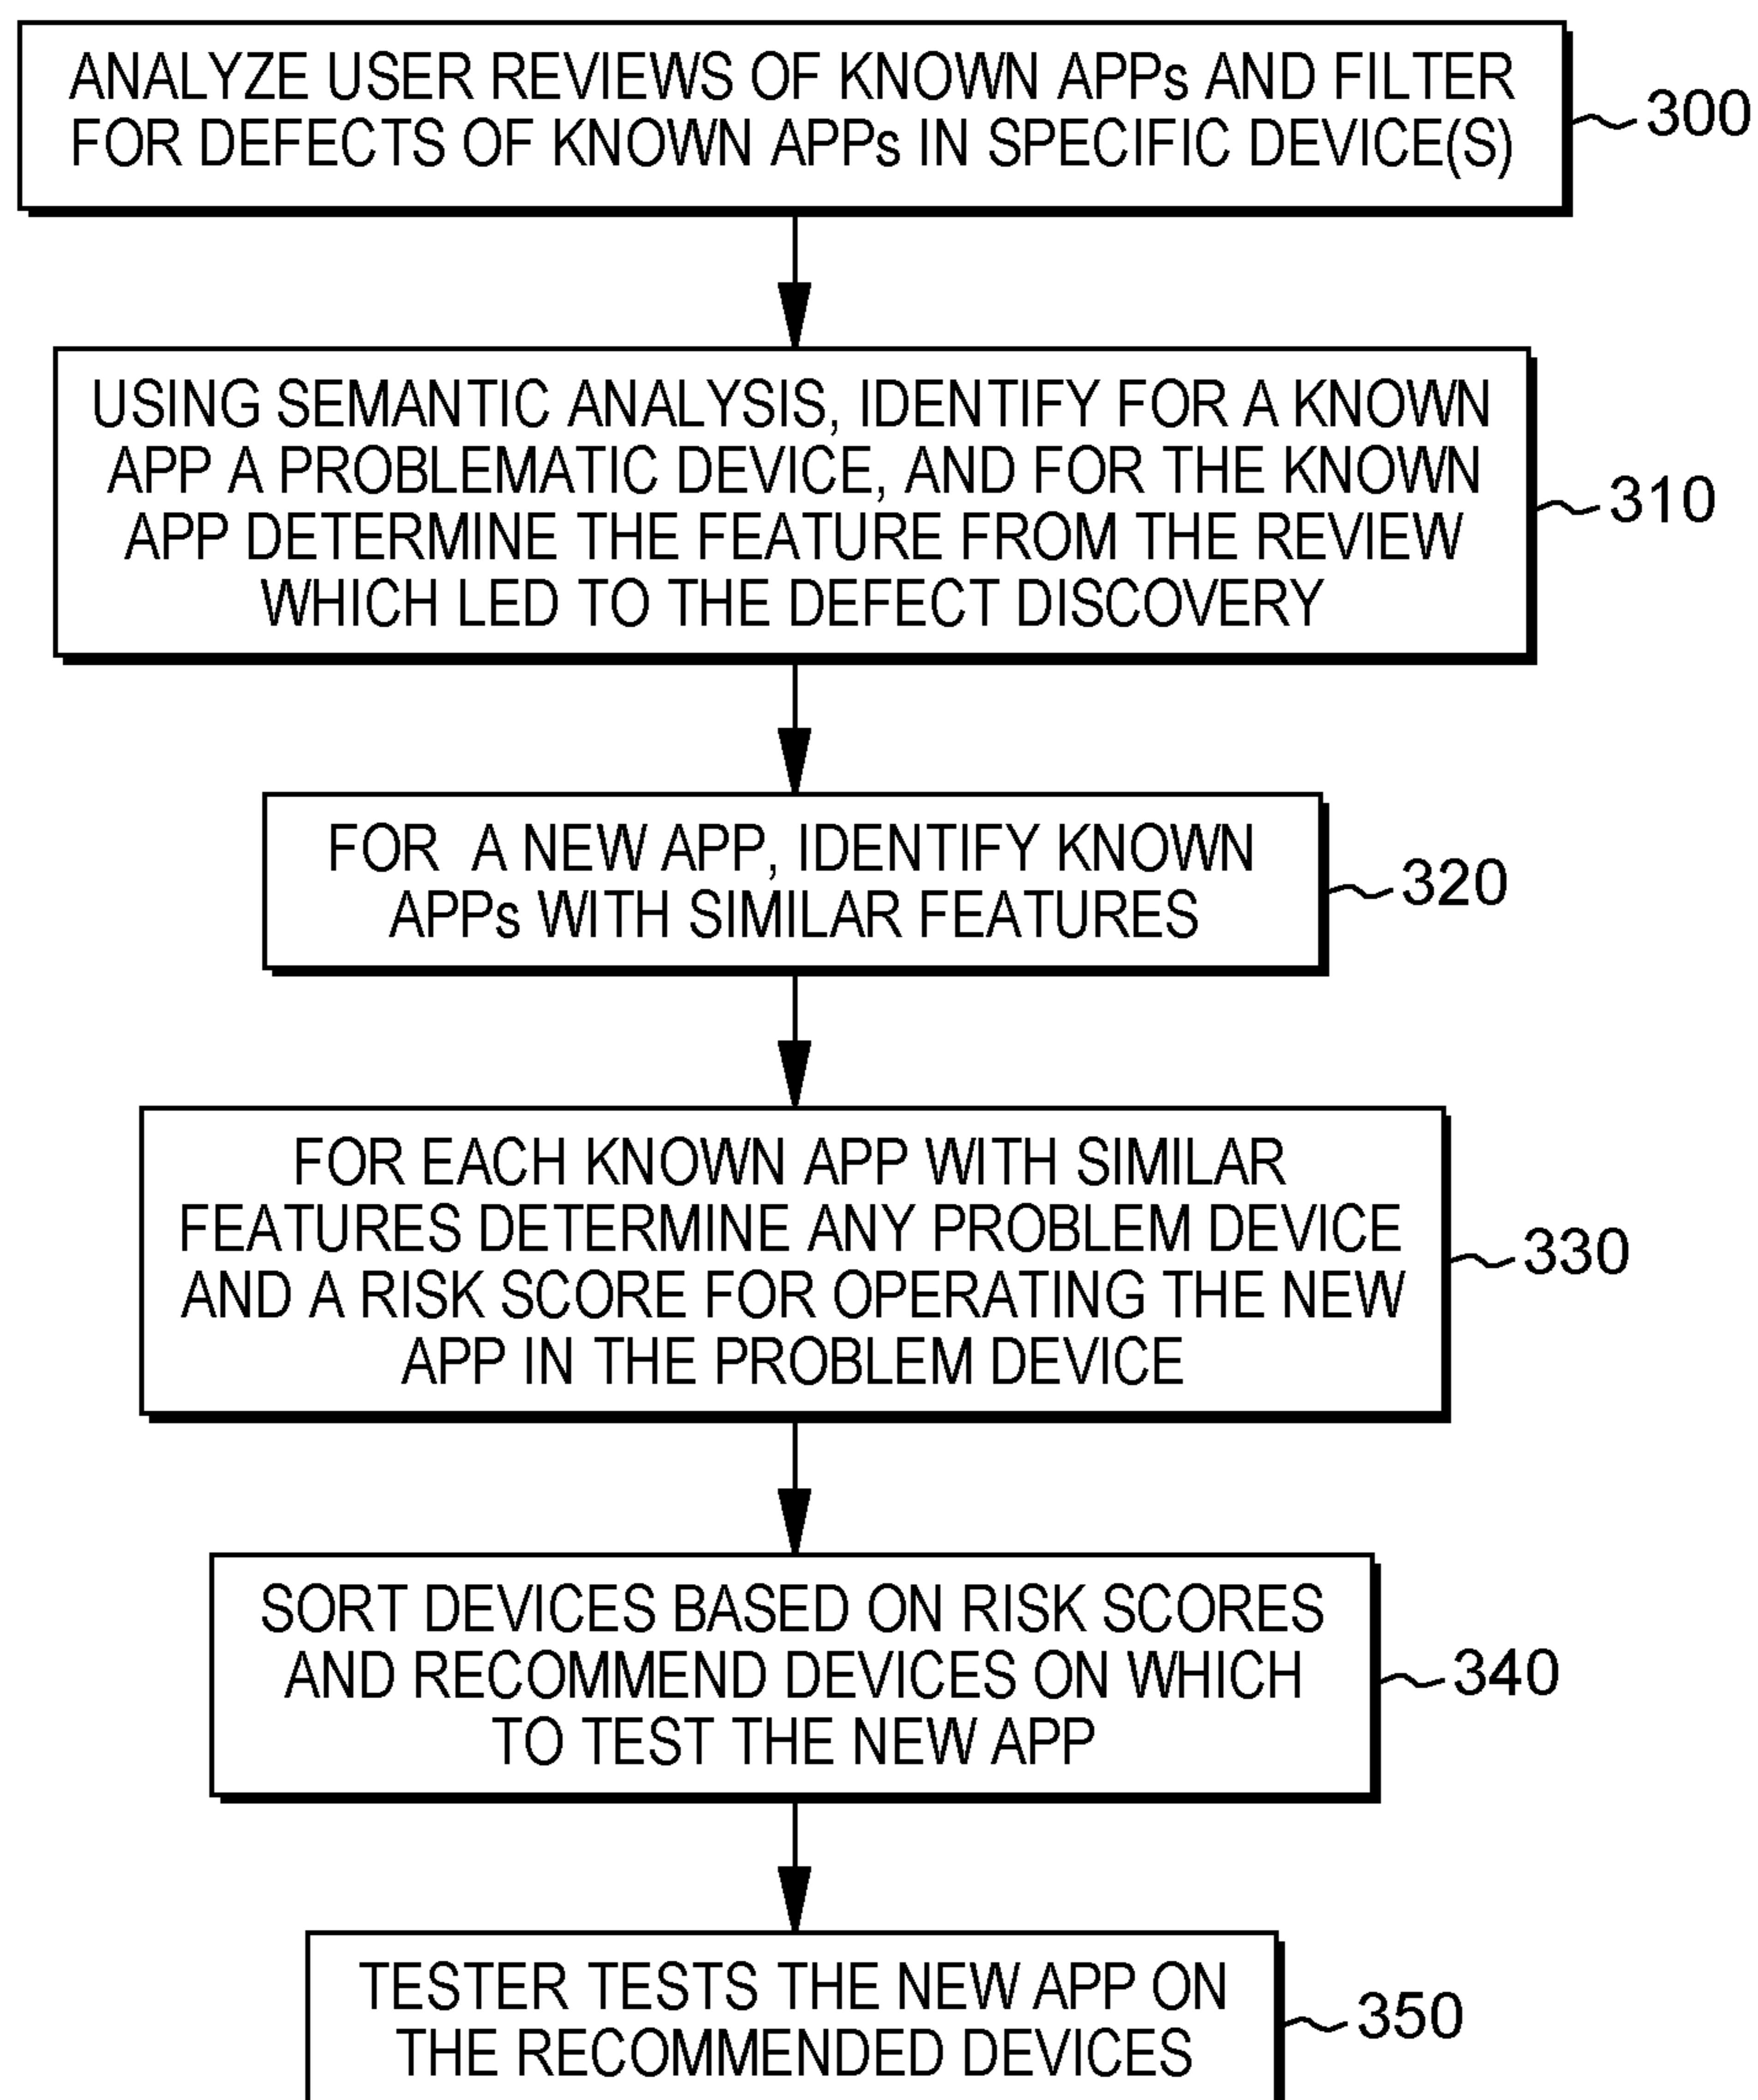 ANALYZE USER REVIEWS OF KNOWN APPs AND FILTER
FOR DEFECTS OF KNOWN APPs IN SPECIFIC DEVICE(S)
300
USING SEMANTIC ANALYSIS, IDENTIFY FOR A KNOWN
APP A PROBLEMATIC DEVICE, AND FOR THE KNOWN
APP DETERMINE THE FEATURE FROM THE REVIEW
WHICH LED TO THE DEFECT DISCOVERY
310
FOR A NEW APP, IDENTIFY KNOWN
APPs WITH SIMILAR FEATURES
320
FOR EACH KNOWN APP WITH SIMILAR
FEATURES DETERMINE ANY PROBLEM DEVICE
AND A RISK SCORE FOR OPERATING THE NEW
APP IN THE PROBLEM DEVICE
330
SORT DEVICES BASED ON RISK SCORES
AND RECOMMEND DEVICES ON WHICH
TO TEST THE NEW APP
340
TESTER TESTS THE NEW APP ON
THE RECOMMENDED DEVICES
350